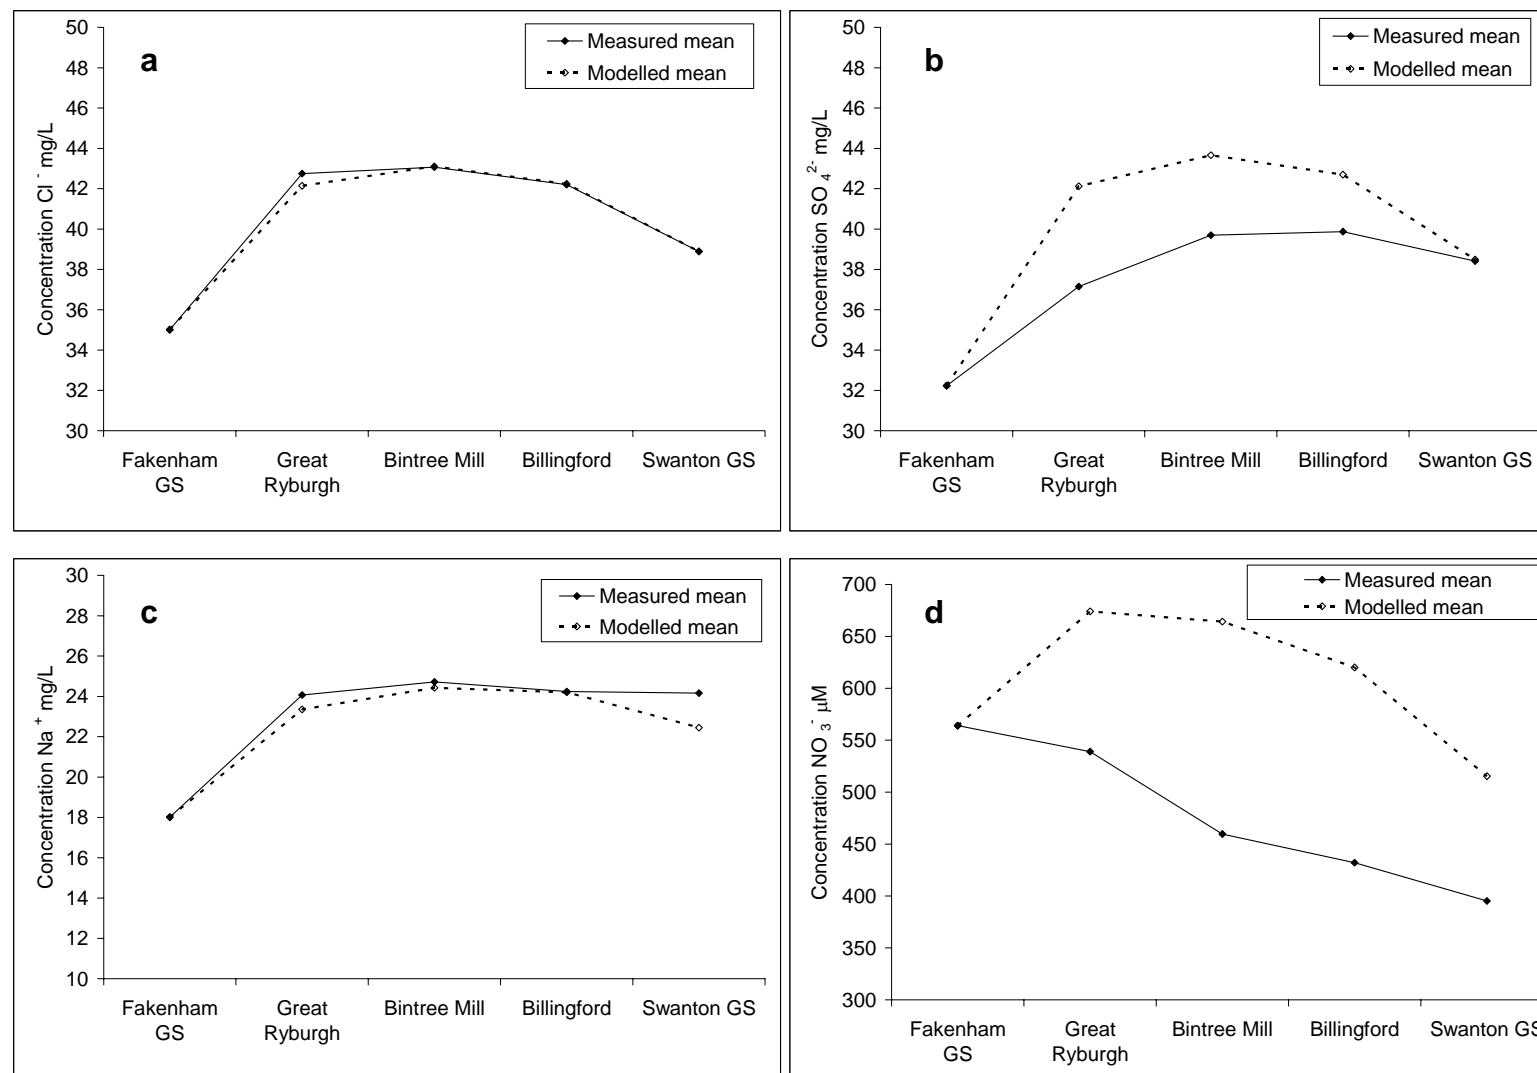 a
Measured mean
Modelled mean
Concentration Cl⁻ mg/L
50
48
46
44
42
40
38
36
34
32
30
Fakenham
GS
Great
Ryburgh
Bintree Mill
Billingford
Swanton GS
b
Measured mean
Modelled mean
Concentration SO₄²⁻ mg/L
50
48
46
44
42
40
38
36
34
32
30
Fakenham
GS
Great
Ryburgh
Bintree Mill
Billingford
Swanton GS
c
Measured mean
Modelled mean
Concentration Na⁺ mg/L
30
28
26
24
22
20
18
16
14
12
10
Fakenham
GS
Great
Ryburgh
Bintree Mill
Billingford
Swanton GS
d
Measured mean
Modelled mean
Concentration NO₃⁻ µM
700
650
600
550
500
450
400
350
300
Fakenham
GS
Great
Ryburgh
Bintree Mill
Billingford
Swanton GS